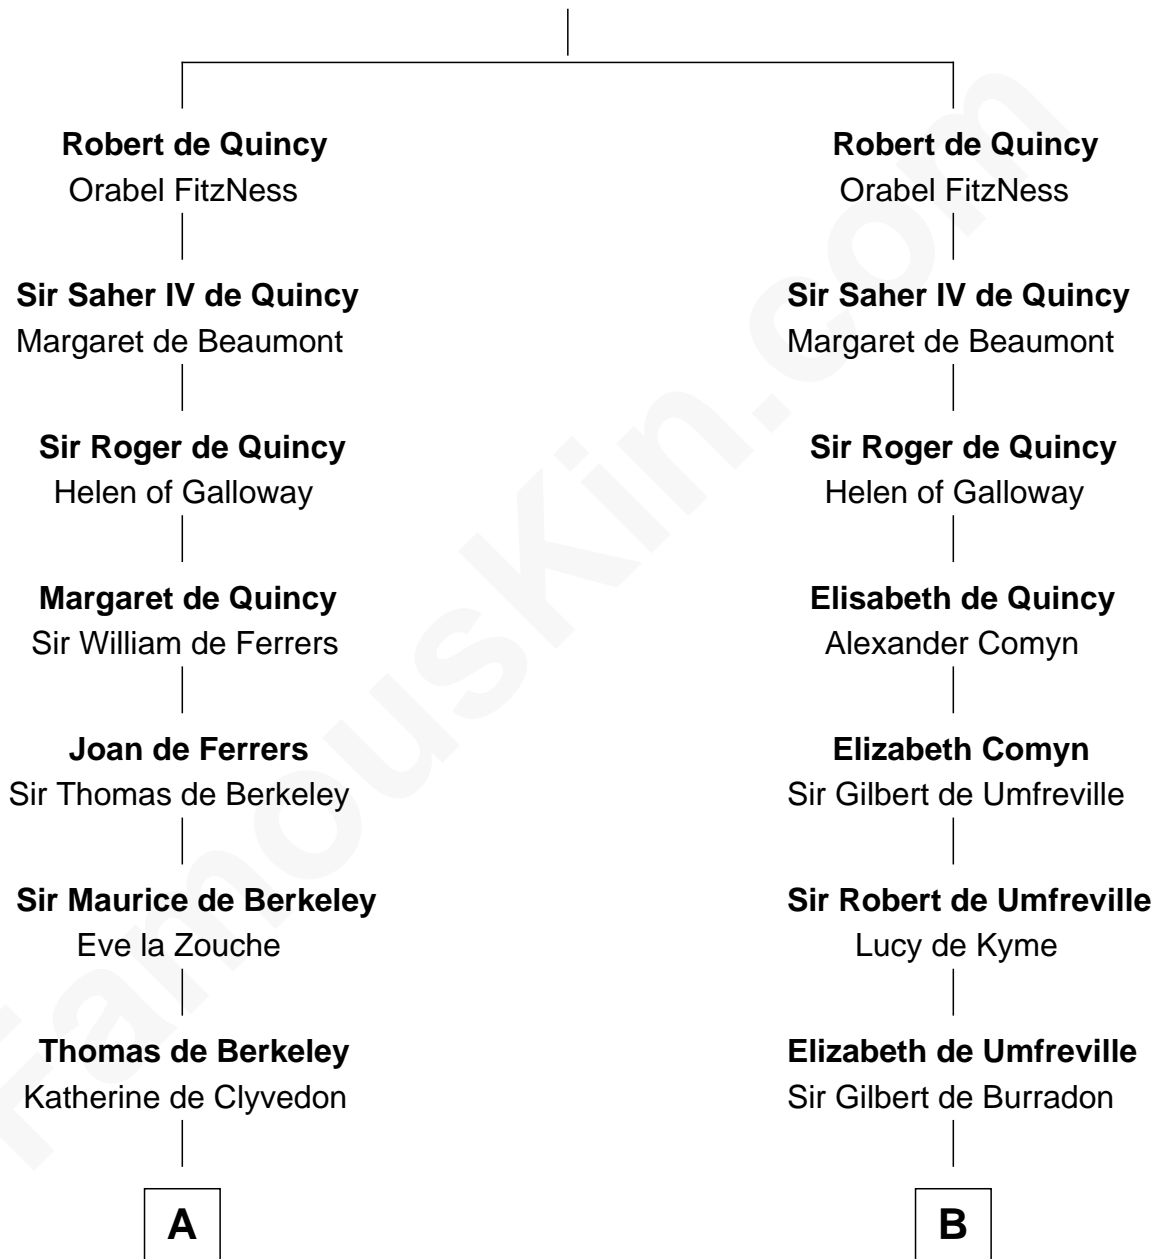 Robert de Quincy
Orabel FitzNess
Sir Saher IV de Quincy
Margaret de Beaumont
Sir Roger de Quincy
Helen of Galloway
Margaret de Quincy
Sir William de Ferrers
Joan de Ferrers
Sir Thomas de Berkeley
Sir Maurice de Berkeley
Eve la Zouche
Thomas de Berkeley
Katherine de Clyvedon
A
Robert de Quincy
Orabel FitzNess
Sir Saher IV de Quincy
Margaret de Beaumont
Sir Roger de Quincy
Helen of Galloway
Elisabeth de Quincy
Alexander Comyn
Elizabeth Comyn
Sir Gilbert de Umfreville
Sir Robert de Umfreville
Lucy de Kyme
Elizabeth de Umfreville
Sir Gilbert de Burradon
B
FamousKin.com